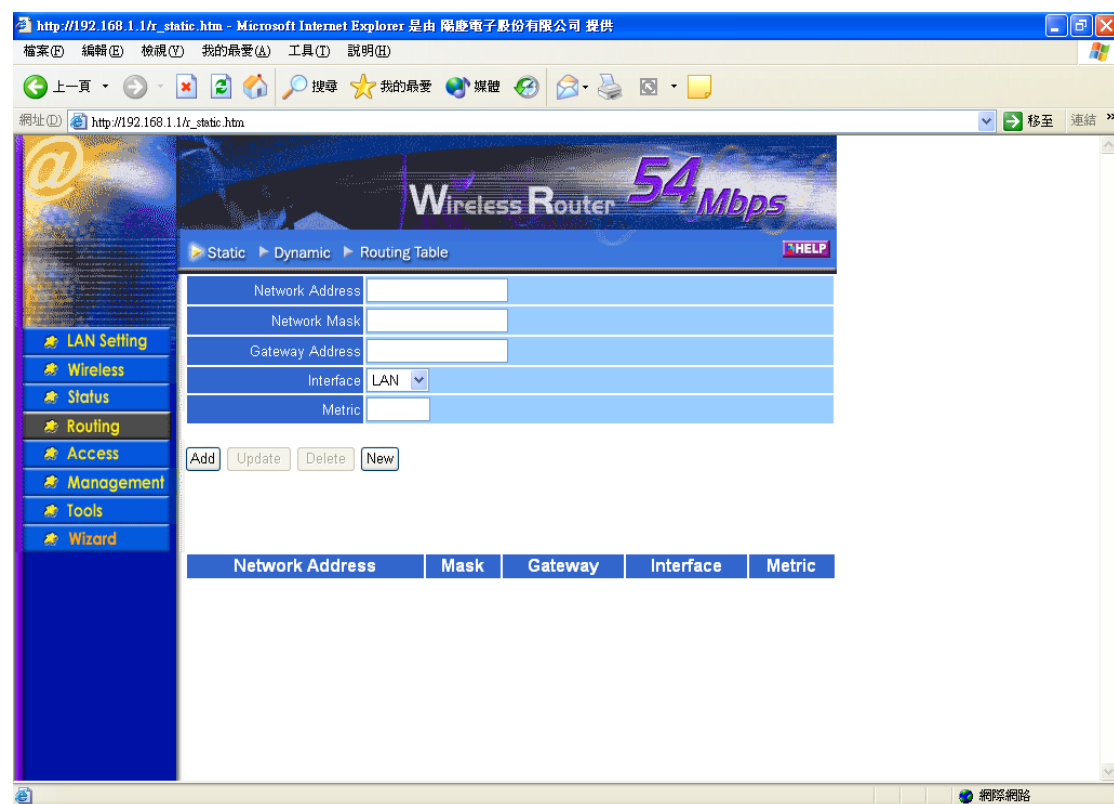 http://192.168.1.1/r_static.htm - Microsoft Internet Explorer 是由 陽慶電子股份有限公司 提供
檔案(F) 編輯(E) 檢視(V) 我的最愛(A) 工具(T) 說明(H)
上一頁 搜尋 我的最愛 媒體
網址(D) http://192.168.1.1/r_static.htm 移至 連結 »
@
Wireless Router 54 Mbps
Static Dynamic Routing Table HELP
Network Address
Network Mask
Gateway Address
Interface LAN
Metric
LAN Setting
Wireless
Status
Routing
Access
Management
Tools
Wizard
Add Update Delete New
Network Address Mask Gateway Interface Metric
網際網路